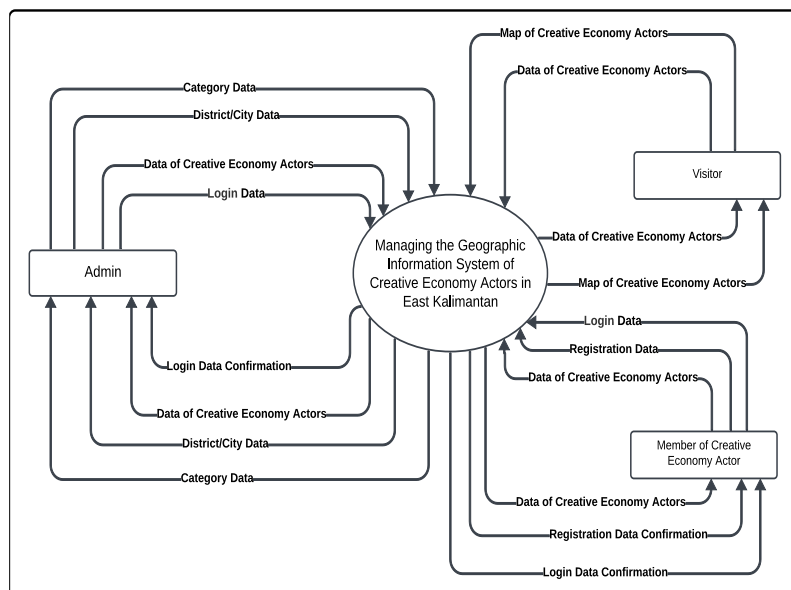 Map of Creative Economy Actors
Data of Creative Economy Actors
Category Data
District/City Data
Data of Creative Economy Actors
Login Data
Visitor
Admin
Managing the Geographic
Information System of
Creative Economy Actors in
East Kalimantan
Data of Creative Economy Actors
Map of Creative Economy Actors
Login Data
Registration Data
Data of Creative Economy Actors
Login Data Confirmation
Data of Creative Economy Actors
District/City Data
Category Data
Member of Creative
Economy Actor
Data of Creative Economy Actors
Registration Data Confirmation
Login Data Confirmation